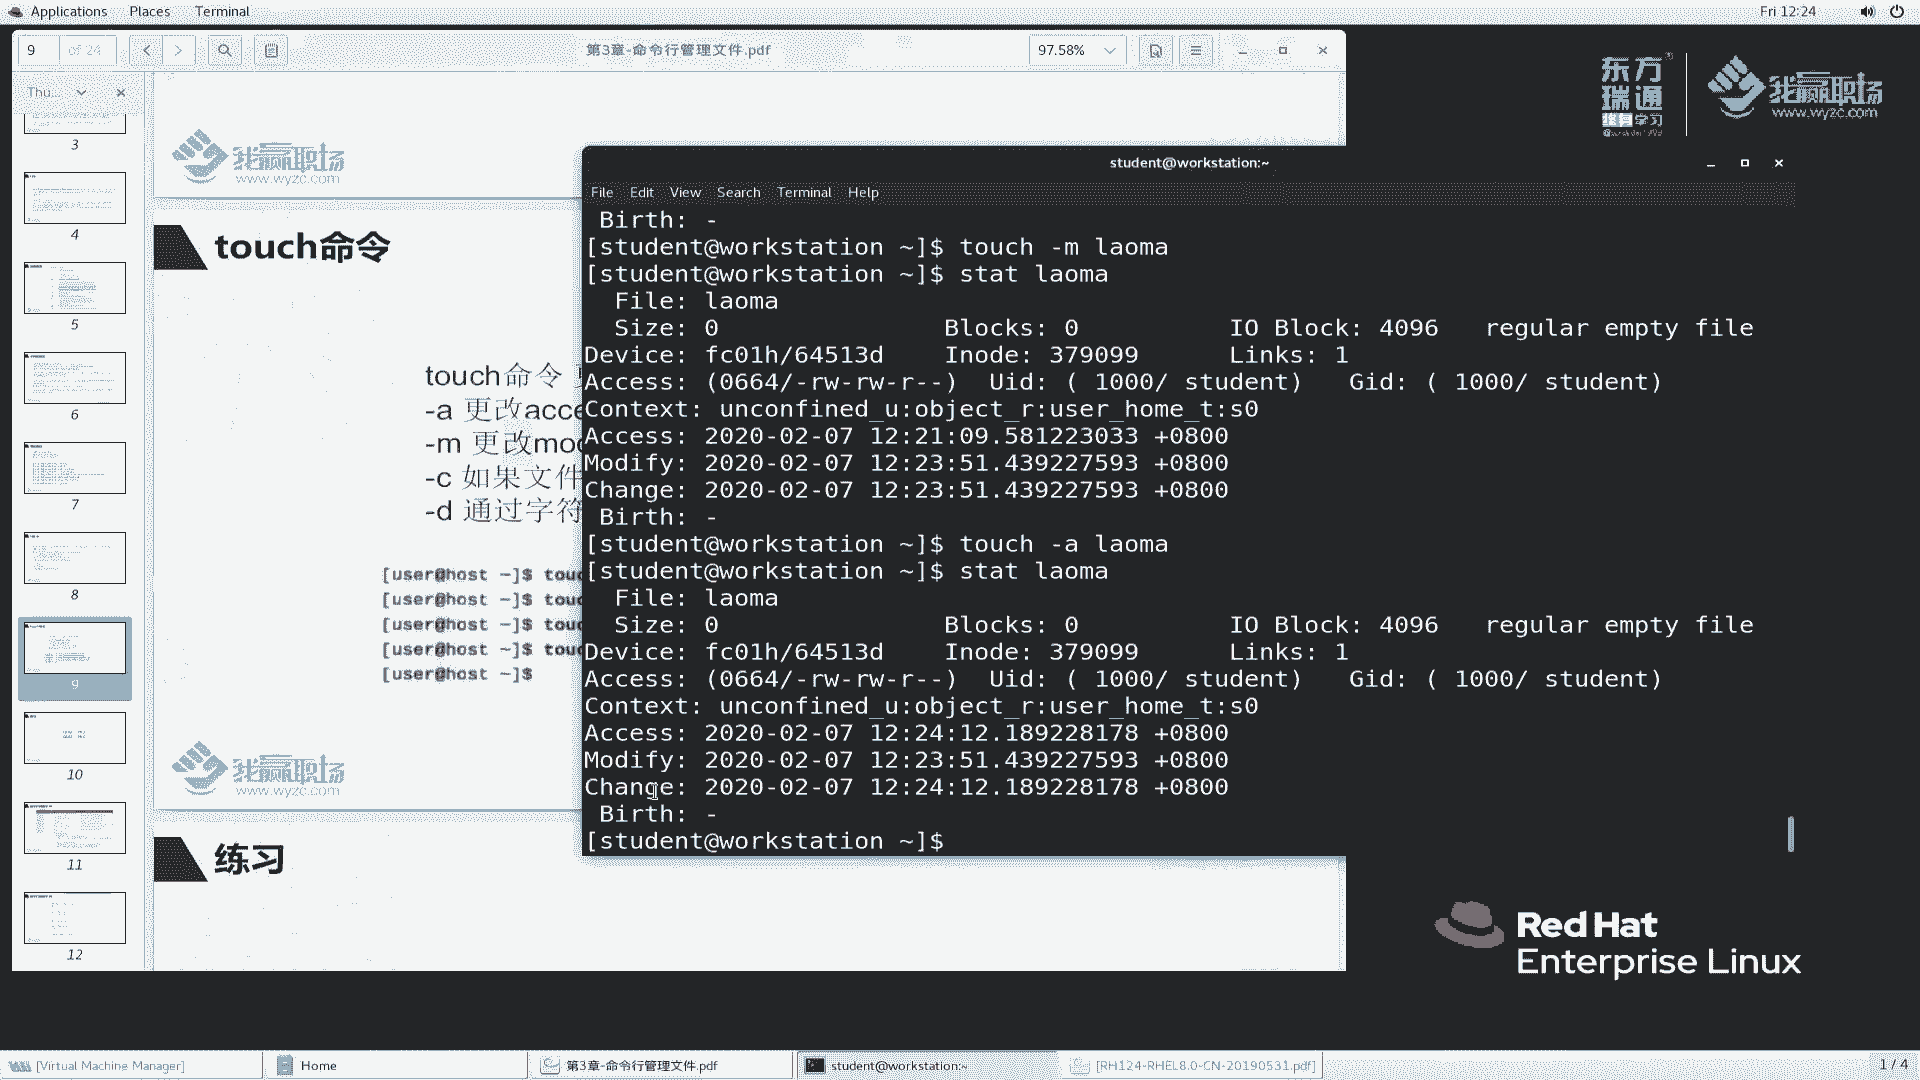 Applications Places Terminal
Fri 12:24
9 of 24
第3章-命令行管理文件.pdf
97.58%
Thu...
3
4
5
6
7
8
9
10
11
12
我赢职场
www.wyzc.com
touch命令
touch命令
-a 更改acce
-m 更改mod
-c 如果文件
-d 通过字符
[user@host ~]$ touc
[user@host ~]$ touc
[user@host ~]$ touc
[user@host ~]$ touc
[user@host ~]$
我赢职场
www.wyzc.com
练习
student@workstation:~
File Edit View Search Terminal Help
Birth: -
[student@workstation ~]$ touch -m laoma
[student@workstation ~]$ stat laoma
File: laoma
Size: 0 Blocks: 0 IO Block: 4096 regular empty file
Device: fc01h/64513d Inode: 379099 Links: 1
Access: (0664/-rw-rw-r--) Uid: ( 1000/ student) Gid: ( 1000/ student)
Context: unconfined_u:object_r:user_home_t:s0
Access: 2020-02-07 12:21:09.581223033 +0800
Modify: 2020-02-07 12:23:51.439227593 +0800
Change: 2020-02-07 12:23:51.439227593 +0800
Birth: -
[student@workstation ~]$ touch -a laoma
[student@workstation ~]$ stat laoma
File: laoma
Size: 0 Blocks: 0 IO Block: 4096 regular empty file
Device: fc01h/64513d Inode: 379099 Links: 1
Access: (0664/-rw-rw-r--) Uid: ( 1000/ student) Gid: ( 1000/ student)
Context: unconfined_u:object_r:user_home_t:s0
Access: 2020-02-07 12:24:12.189228178 +0800
Modify: 2020-02-07 12:23:51.439227593 +0800
Change: 2020-02-07 12:24:12.189228178 +0800
Birth: -
[student@workstation ~]$
东方
瑞通
终身学习
我赢职场
www.wyzc.com
Red Hat
Enterprise Linux
[Virtual Machine Manager]
Home
第3章-命令行管理文件.pdf
student@workstation:~
[RH124-RHEL8.0-CN-20190531.pdf]
1 / 4